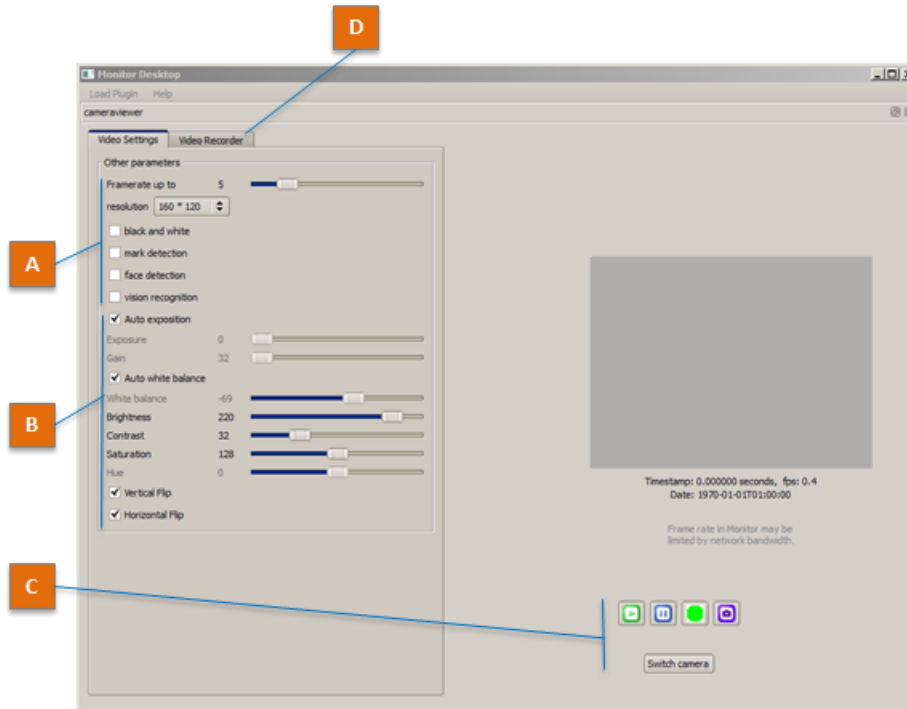 D
Monitor Desktop
Load Plugin Help
cameraviewer
Video Settings Video Recorder
Other parameters
Framerate up to 5
resolution 160 * 120
black and white
mark detection
A
face detection
vision recognition
Auto exposition
Exposure 0
Gain 32
Auto white balance
White balance -69
B
Brightness 220
Contrast 32
Saturation 128
Hue 0
Vertical Flip
Horizontal Flip
Timestamp: 0.000000 seconds, fps: 0.4
Date: 1970-01-01T01:00:00
Frame rate in Monitor may be
limited by network bandwidth.
C
Switch camera